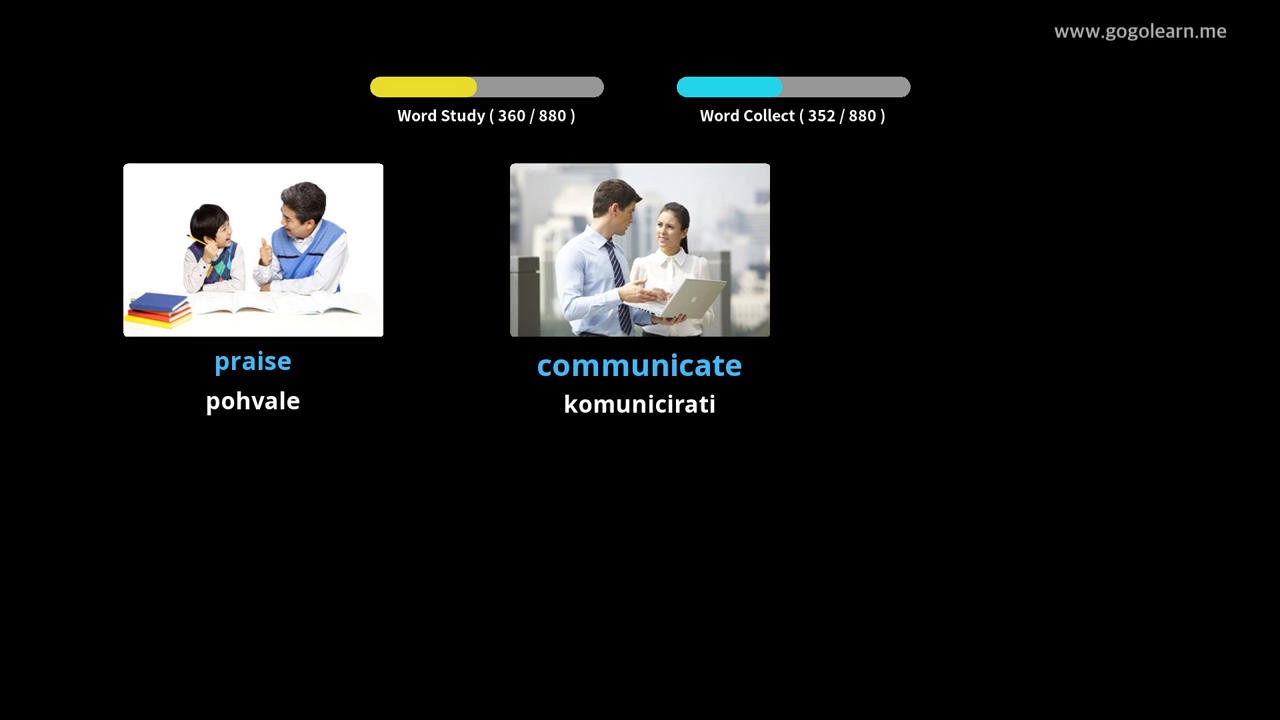 www.gogolearn.me
Word Study ( 360 / 880 )
Word Collect ( 352 / 880 )
praise
pohvale
communicate
komunicirati